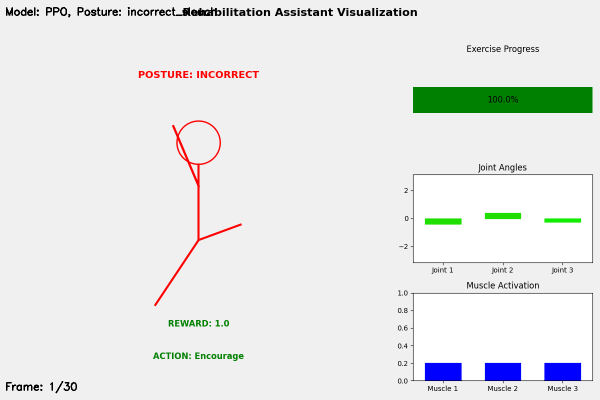 Model: PPO, Posture: incorrect_
Rehabilitation Assistant Visualization
Exercise Progress
POSTURE: INCORRECT
100.0%
Joint Angles
2
0
−2
Joint 1 Joint 2 Joint 3
Muscle Activation
1.0
0.8
0.6
0.4
0.2
0.0
Muscle 1 Muscle 2 Muscle 3
REWARD: 1.0
ACTION: Encourage
Frame: 1/30